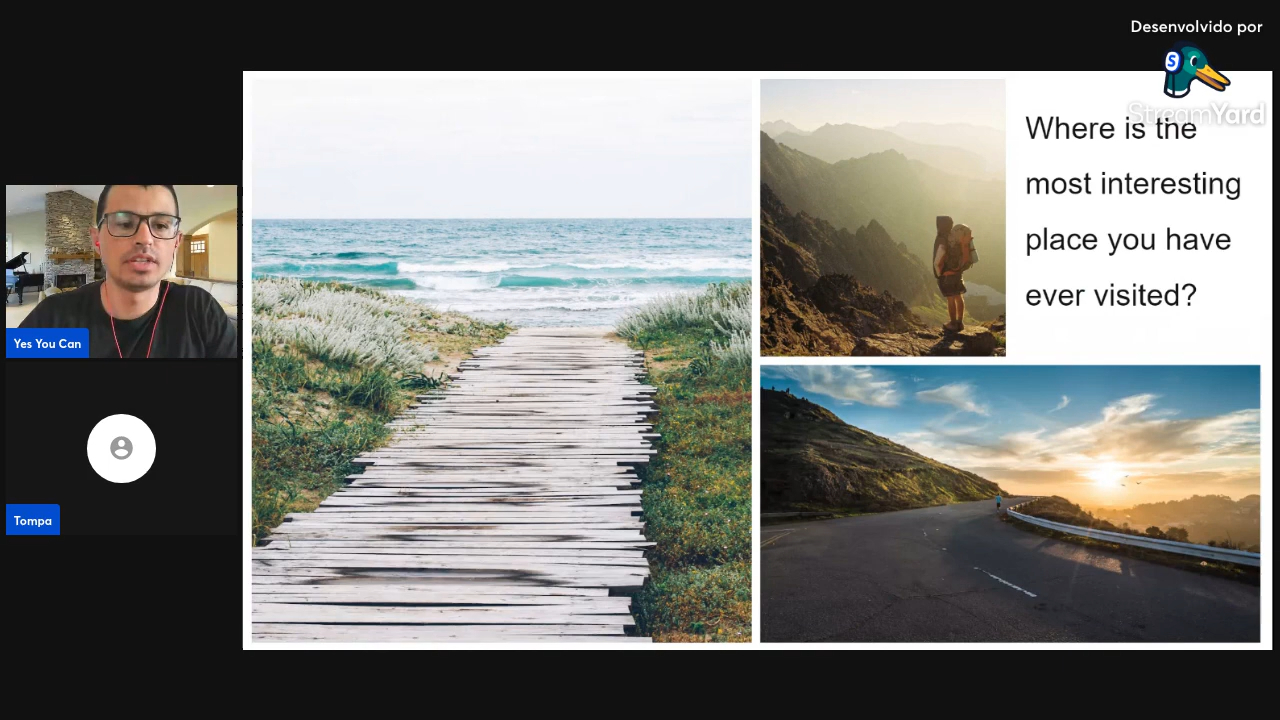 Desenvolvido por
S
StreamYard
Where is the
most interesting
place you have
ever visited?
Yes You Can
Tompa